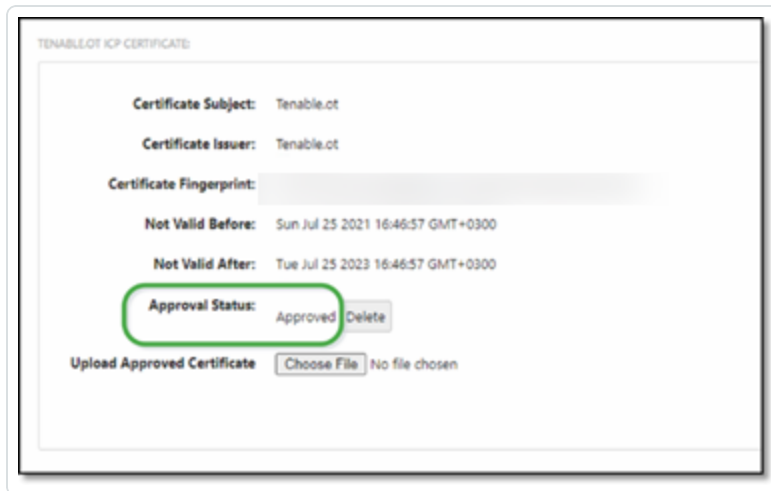 TENABLE.OT ICP CERTIFICATE:
Certificate Subject: Tenable.ot
Certificate Issuer: Tenable.ot
Certificate Fingerprint:
Not Valid Before: Sun Jul 25 2021 16:46:57 GMT+0300
Not Valid After: Tue Jul 25 2023 16:46:57 GMT+0300
Approval Status:
Approved Delete
Upload Approved Certificate Choose File No file chosen